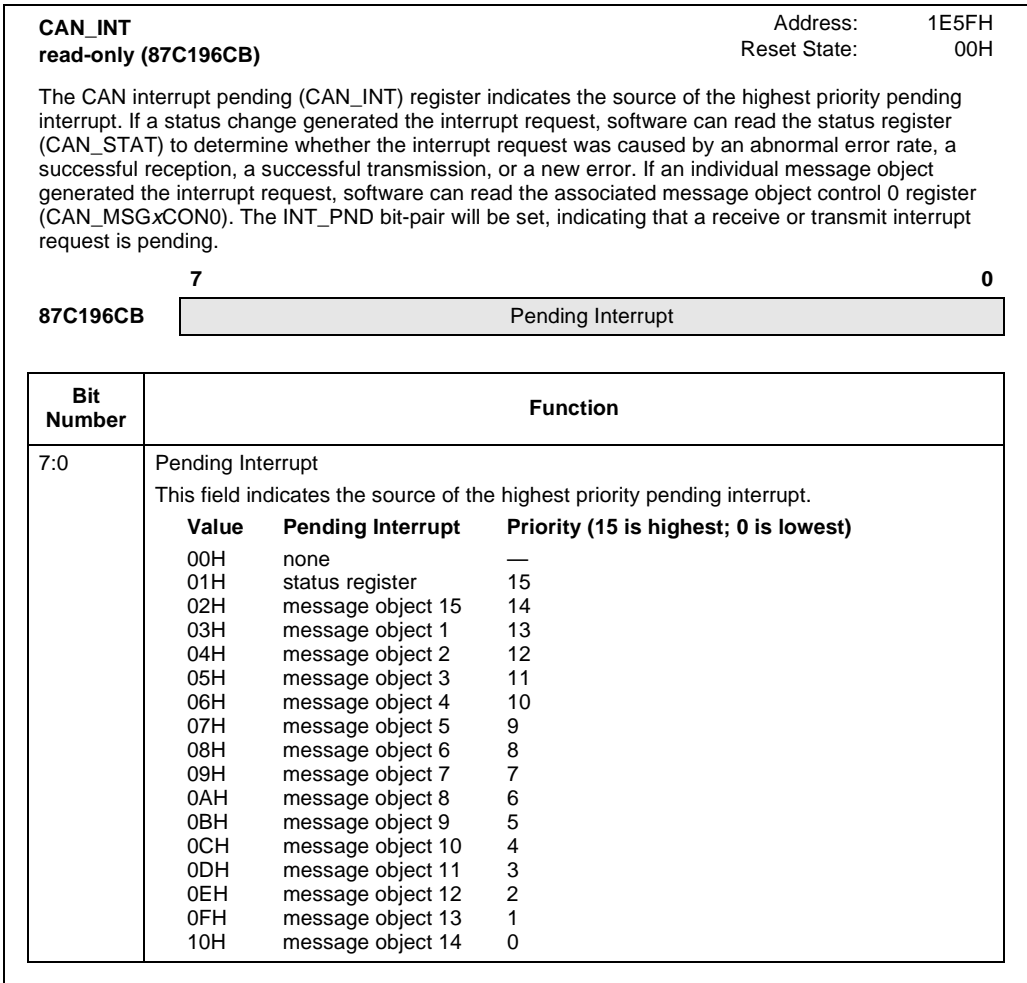 CAN_INT
read-only (87C196CB)
Address: 1E5FH
Reset State: 00H
The CAN interrupt pending (CAN_INT) register indicates the source of the highest priority pending
interrupt. If a status change generated the interrupt request, software can read the status register
(CAN_STAT) to determine whether the interrupt request was caused by an abnormal error rate, a
successful reception, a successful transmission, or a new error. If an individual message object
generated the interrupt request, software can read the associated message object control 0 register
(CAN_MSGxCON0). The INT_PND bit-pair will be set, indicating that a receive or transmit interrupt
request is pending.
7 0
87C196CB Pending Interrupt
Bit
Number
Function
7:0 Pending Interrupt
This field indicates the source of the highest priority pending interrupt.
Value Pending Interrupt Priority (15 is highest; 0 is lowest)
00H none —
01H status register 15
02H message object 15 14
03H message object 1 13
04H message object 2 12
05H message object 3 11
06H message object 4 10
07H message object 5 9
08H message object 6 8
09H message object 7 7
0AH message object 8 6
0BH message object 9 5
0CH message object 10 4
0DH message object 11 3
0EH message object 12 2
0FH message object 13 1
10H message object 14 0